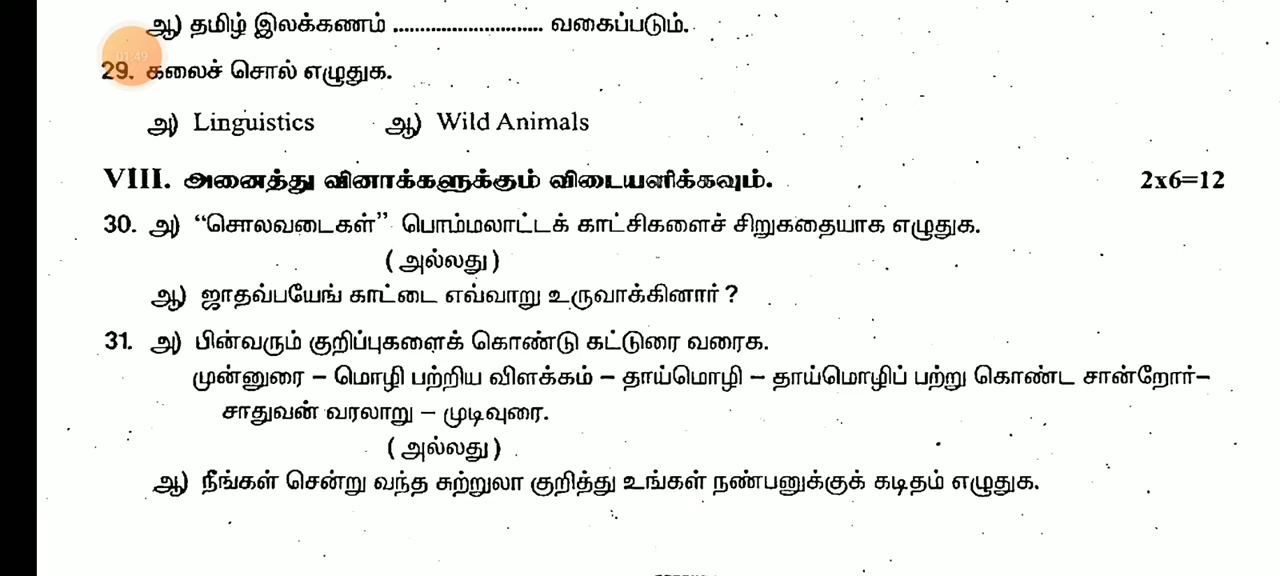 ஆ) தமிழ் இலக்கணம் ............................ வகைப்படும்.
01:49
29. கலைச் சொல் எழுதுக.
அ) Linguistics ஆ) Wild Animals
VIII. அனைத்து வினாக்களுக்கும் விடையளிக்கவும். 2x6=12
30. அ) “சொலவடைகள்” பொம்மலாட்டக் காட்சிகளைச் சிறுகதையாக எழுதுக.
( அல்லது )
ஆ) ஜாதவ்பயேங் காட்டை எவ்வாறு உருவாக்கினார் ?
31. அ) பின்வரும் குறிப்புகளைக் கொண்டு கட்டுரை வரைக.
முன்னுரை – மொழி பற்றிய விளக்கம் – தாய்மொழி – தாய்மொழிப் பற்று கொண்ட சான்றோர்–
சாதுவன் வரலாறு – முடிவுரை.
( அல்லது )
ஆ) நீங்கள் சென்று வந்த சுற்றுலா குறித்து உங்கள் நண்பனுக்குக் கடிதம் எழுதுக.